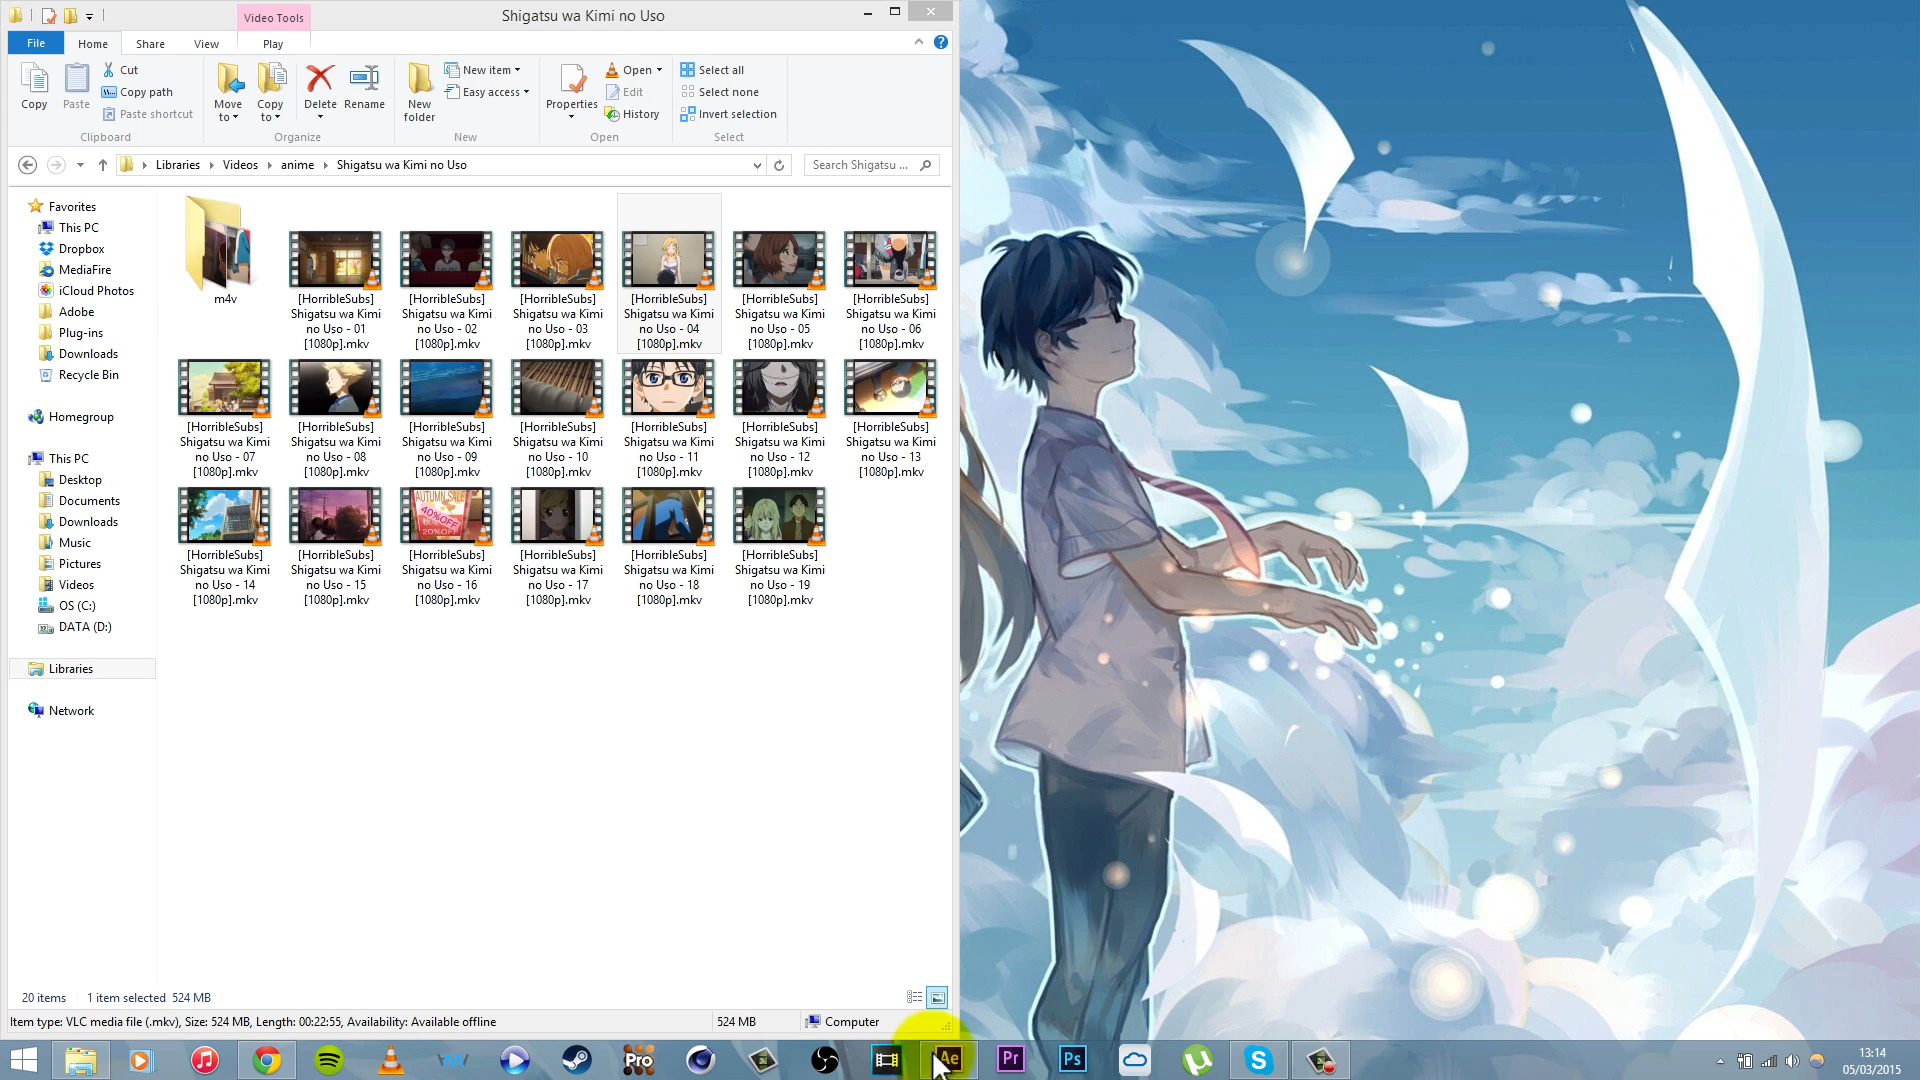 Video Tools
Shigatsu wa Kimi no Uso
File
Home
Share
View
Play
Copy
Paste
Cut
Copy path
Paste shortcut
Move to
Copy to
Delete
Rename
New folder
New item
Easy access
Properties
Open
Edit
History
Select all
Select none
Invert selection
Clipboard
Organize
New
Open
Select
Libraries
Videos
anime
Shigatsu wa Kimi no Uso
Search Shigatsu ...
Favorites
This PC
Dropbox
MediaFire
iCloud Photos
Adobe
Plug-ins
Downloads
Recycle Bin
Homegroup
This PC
Desktop
Documents
Downloads
Music
Pictures
Videos
OS (C:)
DATA (D:)
Libraries
Network
m4v
[HorribleSubs] Shigatsu wa Kimi no Uso - 01 [1080p].mkv
[HorribleSubs] Shigatsu wa Kimi no Uso - 02 [1080p].mkv
[HorribleSubs] Shigatsu wa Kimi no Uso - 03 [1080p].mkv
[HorribleSubs] Shigatsu wa Kimi no Uso - 04 [1080p].mkv
[HorribleSubs] Shigatsu wa Kimi no Uso - 05 [1080p].mkv
[HorribleSubs] Shigatsu wa Kimi no Uso - 06 [1080p].mkv
[HorribleSubs] Shigatsu wa Kimi no Uso - 07 [1080p].mkv
[HorribleSubs] Shigatsu wa Kimi no Uso - 08 [1080p].mkv
[HorribleSubs] Shigatsu wa Kimi no Uso - 09 [1080p].mkv
[HorribleSubs] Shigatsu wa Kimi no Uso - 10 [1080p].mkv
[HorribleSubs] Shigatsu wa Kimi no Uso - 11 [1080p].mkv
[HorribleSubs] Shigatsu wa Kimi no Uso - 12 [1080p].mkv
[HorribleSubs] Shigatsu wa Kimi no Uso - 13 [1080p].mkv
AUTUMN SALE
40%OFF!
20%OFF
[HorribleSubs] Shigatsu wa Kimi no Uso - 14 [1080p].mkv
[HorribleSubs] Shigatsu wa Kimi no Uso - 15 [1080p].mkv
[HorribleSubs] Shigatsu wa Kimi no Uso - 16 [1080p].mkv
[HorribleSubs] Shigatsu wa Kimi no Uso - 17 [1080p].mkv
[HorribleSubs] Shigatsu wa Kimi no Uso - 18 [1080p].mkv
[HorribleSubs] Shigatsu wa Kimi no Uso - 19 [1080p].mkv
20 items 1 item selected 524 MB
Item type: VLC media file (.mkv), Size: 524 MB, Length: 00:22:55, Availability: Available offline
524 MB
Computer
Pro
Ae
Pr
Ps
13:14
05/03/2015